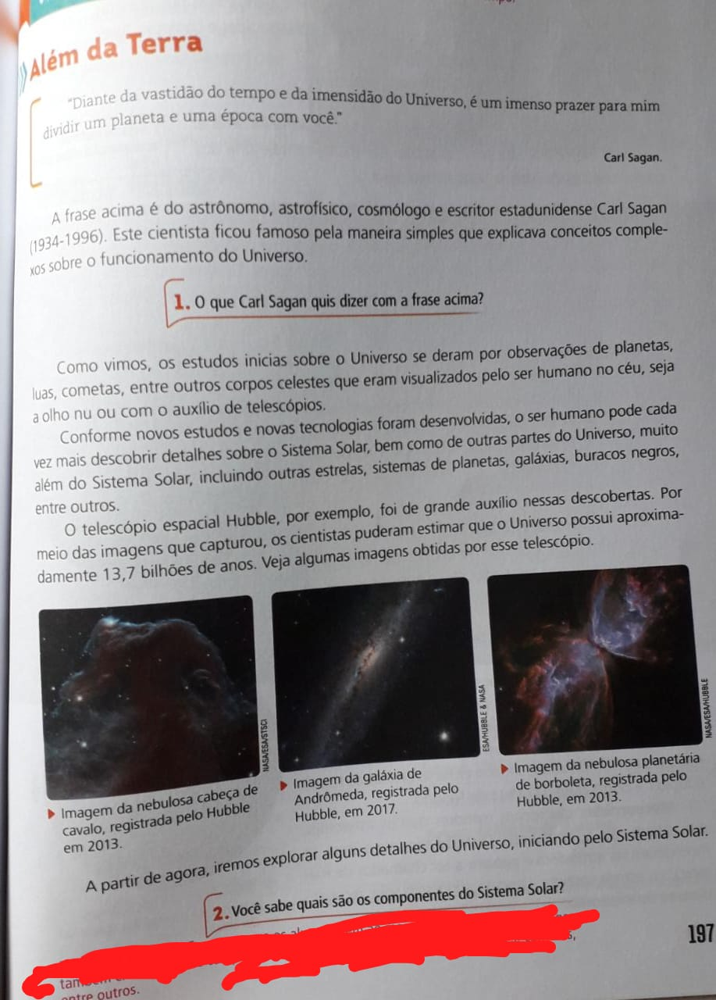 Além da Terra
"Diante da vastidão do tempo e da imensidão do Universo, é um imenso prazer para mim
dividir um planeta e uma época com você."
Carl Sagan.
A frase acima é do astrônomo, astrofísico, cosmólogo e escritor estadunidense Carl Sagan
(1934-1996). Este cientista ficou famoso pela maneira simples que explicava conceitos comple-
xos sobre o funcionamento do Universo.
1. O que Carl Sagan quis dizer com a frase acima?
Como vimos, os estudos inicias sobre o Universo se deram por observações de planetas,
luas, cometas, entre outros corpos celestes que eram visualizados pelo ser humano no céu, seja
a olho nu ou com o auxílio de telescópios.
Conforme novos estudos e novas tecnologias foram desenvolvidas, o ser humano pode cada
vez mais descobrir detalhes sobre o Sistema Solar, bem como de outras partes do Universo, muito
além do Sistema Solar, incluindo outras estrelas, sistemas de planetas, galáxias, buracos negros,
entre outros.
O telescópio espacial Hubble, por exemplo, foi de grande auxílio nessas descobertas. Por
meio das imagens que capturou, os cientistas puderam estimar que o Universo possui aproxima-
damente 13,7 bilhões de anos. Veja algumas imagens obtidas por esse telescópio.
NASA/ESA/STSCI
Imagem da nebulosa cabeça de
cavalo, registrada pelo Hubble
em 2013.
ESA/HUBBLE & NASA
Imagem da galáxia de
Andrômeda, registrada pelo
Hubble, em 2017.
NASA/ESA/HUBBLE
Imagem da nebulosa planetária
de borboleta, registrada pelo
Hubble, em 2013.
A partir de agora, iremos explorar alguns detalhes do Universo, iniciando pelo Sistema Solar.
2. Você sabe quais são os componentes do Sistema Solar?
197
entre outros.